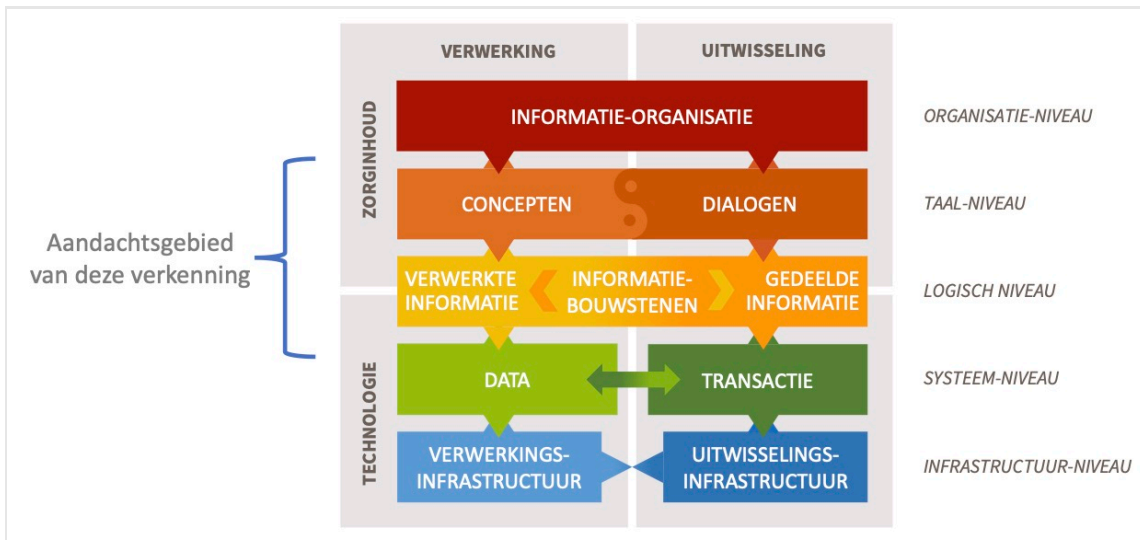 VERWERKING
UITWISSELING
ZORGINHOUD
INFORMATIE-ORGANISATIE
ORGANISATIE-NIVEAU
CONCEPTEN
DIALOGEN
TAAL-NIVEAU
Aandachtsgebied
van deze verkenning
VERWERKTE
INFORMATIE
INFORMATIE-
BOUWSTENEN
GEDEELDE
INFORMATIE
LOGISCH NIVEAU
TECHNOLOGIE
DATA
TRANSACTIE
SYSTEEM-NIVEAU
VERWERKINGS-
INFRASTRUCTUUR
UITWISSELINGS-
INFRASTRUCTUUR
INFRASTRUCTUUR-NIVEAU